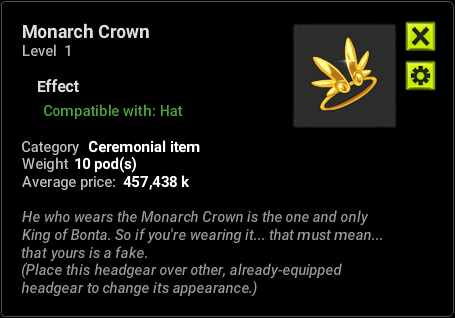 Monarch Crown
Level 1
Effect
Compatible with: Hat
Category Ceremonial item
Weight 10 pod(s)
Average price: 457,438 k
He who wears the Monarch Crown is the one and only
King of Bonta. So if you're wearing it... that must mean...
that yours is a fake.
(Place this headgear over other, already-equipped
headgear to change its appearance.)